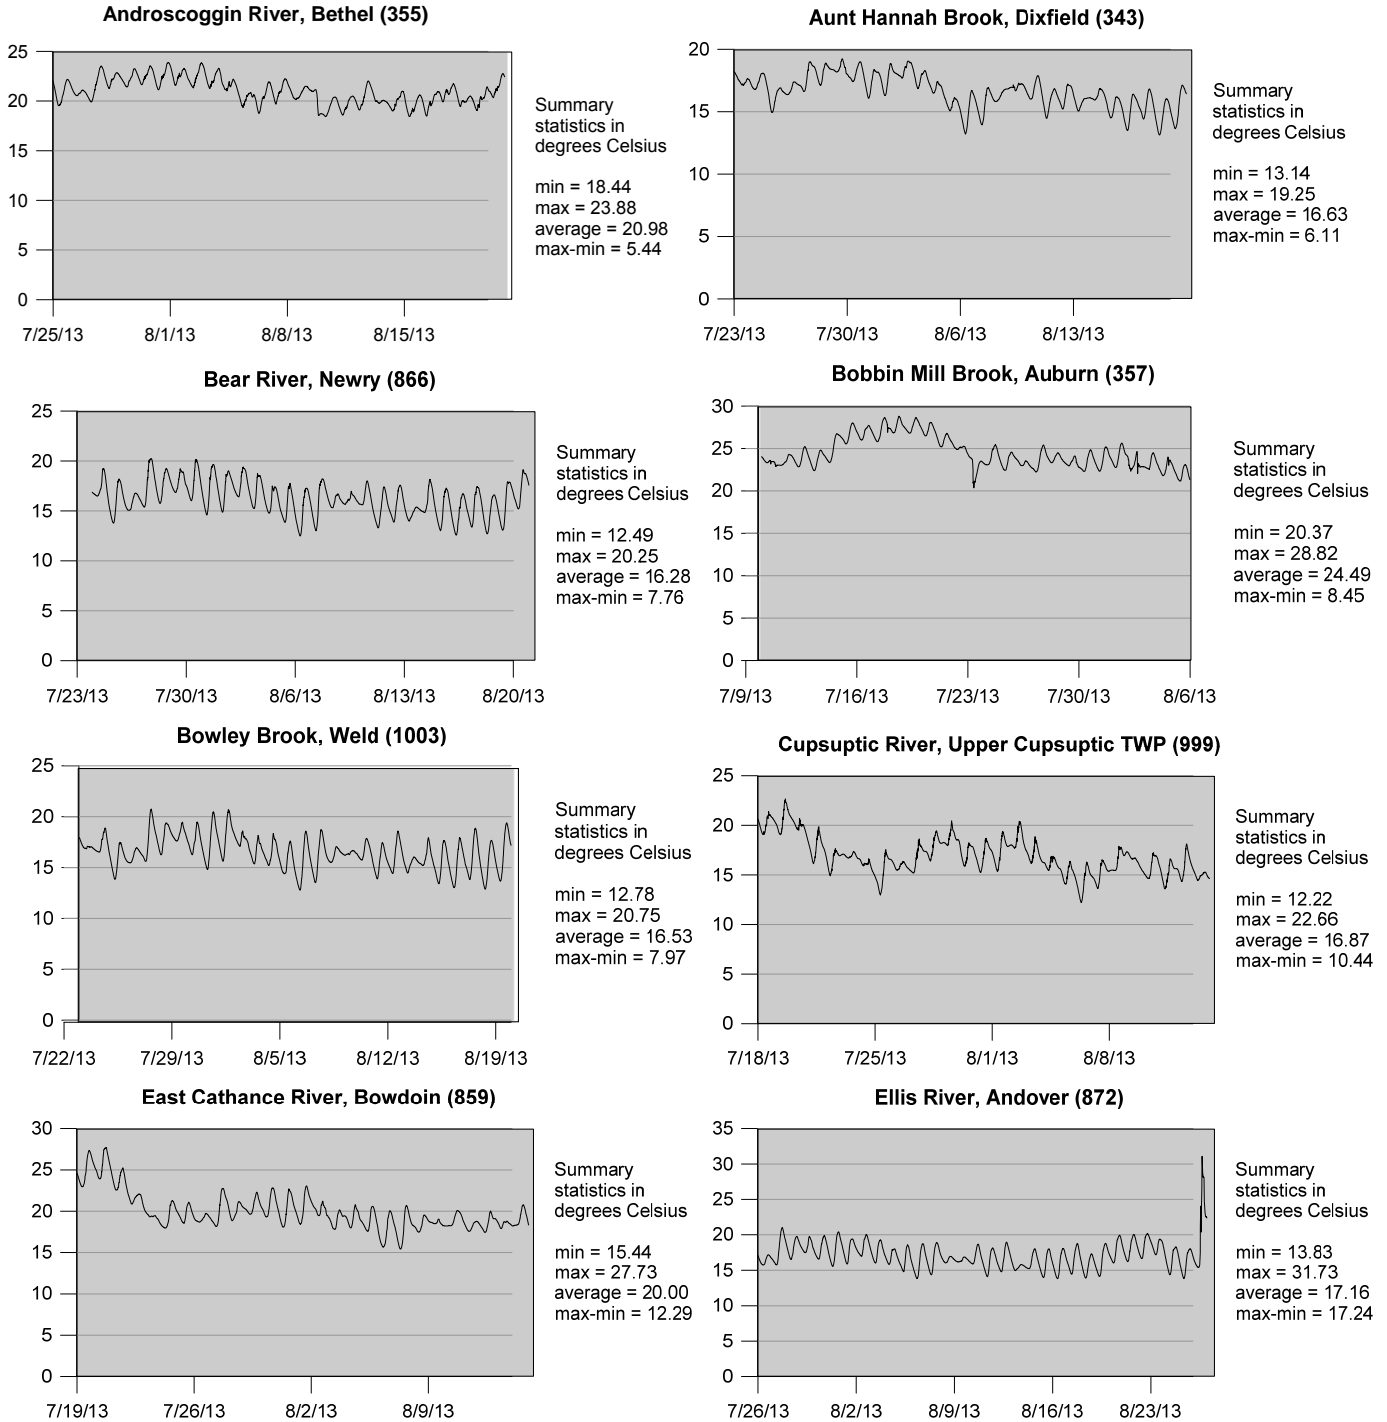 Androscoggin River, Bethel (355)
25
20
15
10
5
0
7/25/13 8/1/13 8/8/13 8/15/13
Summary
statistics in
degrees Celsius
min = 18.44
max = 23.88
average = 20.98
max-min = 5.44
Aunt Hannah Brook, Dixfield (343)
20
15
10
5
0
7/23/13 7/30/13 8/6/13 8/13/13
Summary
statistics in
degrees Celsius
min = 13.14
max = 19.25
average = 16.63
max-min = 6.11
Bear River, Newry (866)
25
20
15
10
5
0
7/23/13 7/30/13 8/6/13 8/13/13 8/20/13
Summary
statistics in
degrees Celsius
min = 12.49
max = 20.25
average = 16.28
max-min = 7.76
Bobbin Mill Brook, Auburn (357)
30
25
20
15
10
5
0
7/9/13 7/16/13 7/23/13 7/30/13 8/6/13
Summary
statistics in
degrees Celsius
min = 20.37
max = 28.82
average = 24.49
max-min = 8.45
Bowley Brook, Weld (1003)
25
20
15
10
5
0
7/22/13 7/29/13 8/5/13 8/12/13 8/19/13
Summary
statistics in
degrees Celsius
min = 12.78
max = 20.75
average = 16.53
max-min = 7.97
Cupsuptic River, Upper Cupsuptic TWP (999)
25
20
15
10
5
0
7/18/13 7/25/13 8/1/13 8/8/13
Summary
statistics in
degrees Celsius
min = 12.22
max = 22.66
average = 16.87
max-min = 10.44
East Cathance River, Bowdoin (859)
30
25
20
15
10
5
0
7/19/13 7/26/13 8/2/13 8/9/13
Summary
statistics in
degrees Celsius
min = 15.44
max = 27.73
average = 20.00
max-min = 12.29
Ellis River, Andover (872)
35
30
25
20
15
10
5
0
7/26/13 8/2/13 8/9/13 8/16/13 8/23/13
Summary
statistics in
degrees Celsius
min = 13.83
max = 31.73
average = 17.16
max-min = 17.24